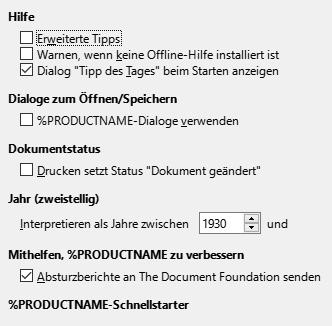 Hilfe
Erweiterte Tipps
Warnen, wenn keine Offline-Hilfe installiert ist
Dialog "Tipp des Tages" beim Starten anzeigen
Dialoge zum Öffnen/Speichern
%PRODUCTNAME-Dialoge verwenden
Dokumentstatus
Drucken setzt Status "Dokument geändert"
Jahr (zweistellig)
Interpretieren als Jahre zwischen 1930 und
Mithelfen, %PRODUCTNAME zu verbessern
Absturzberichte an The Document Foundation senden
%PRODUCTNAME-Schnellstarter